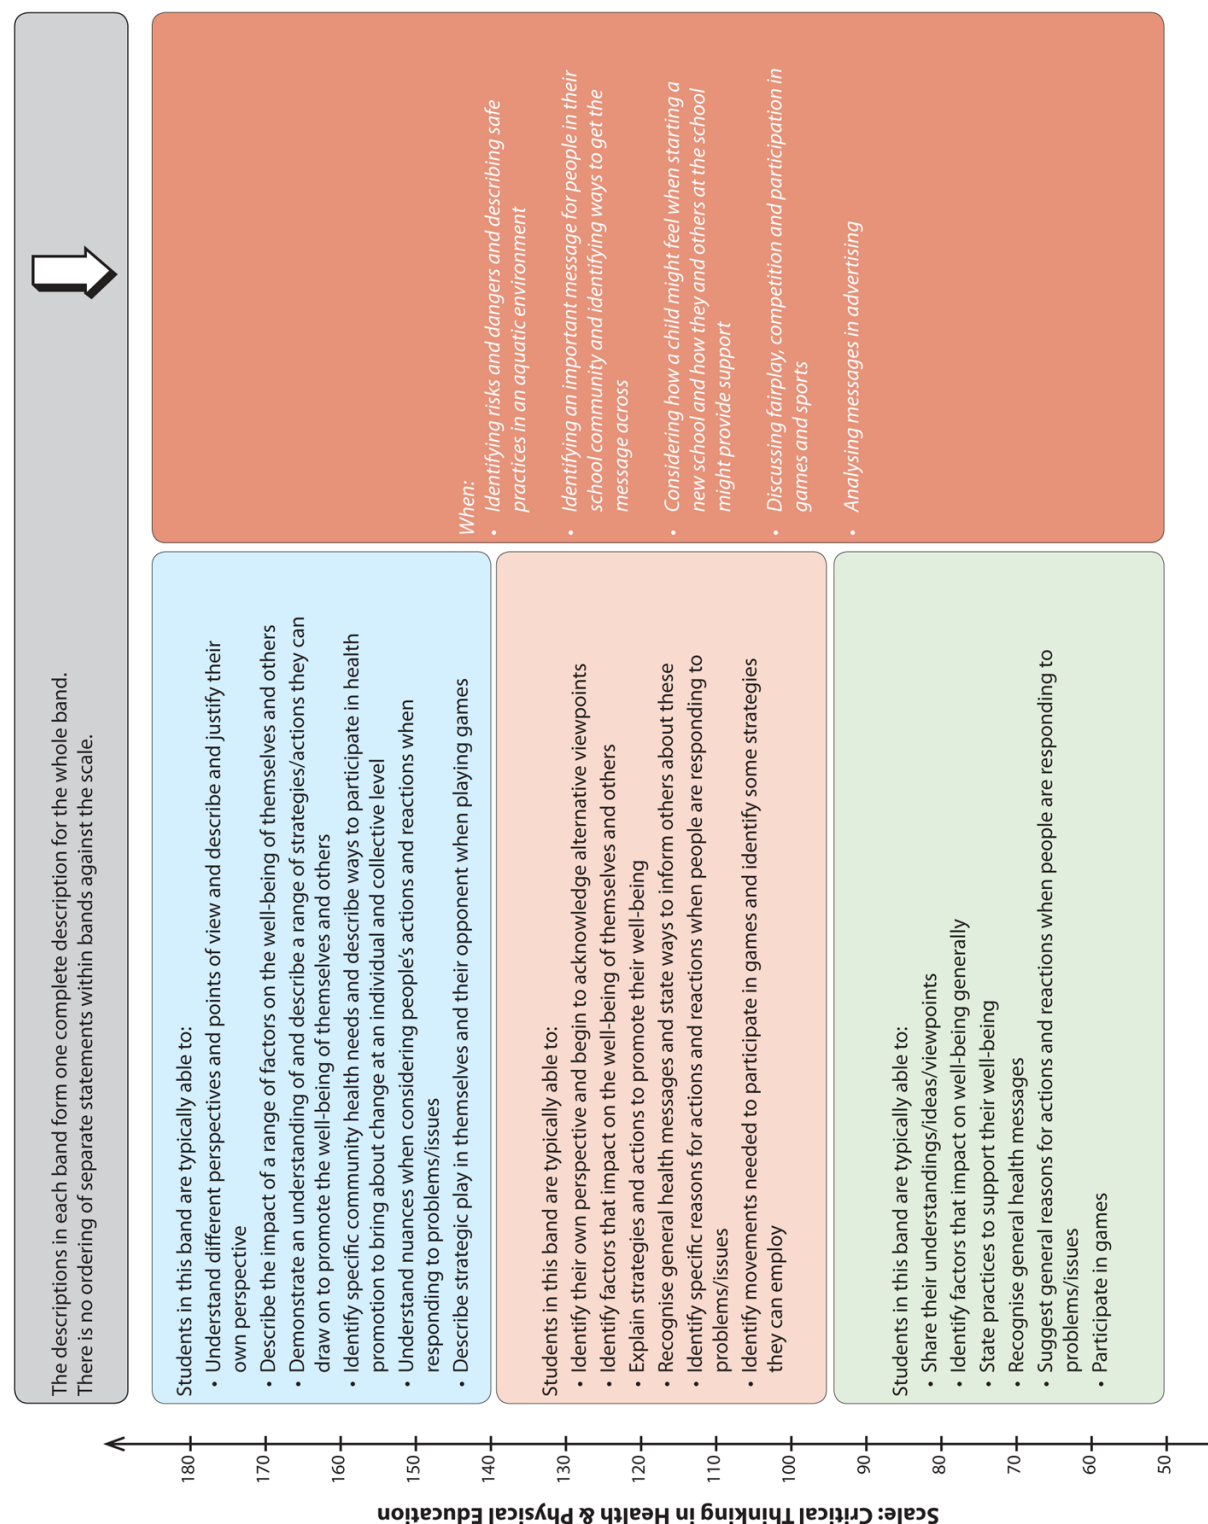 The descriptions in each band form one complete description for the whole band.
There is no ordering of separate statements within bands against the scale.
Scale: Critical Thinking in Health & Physical Education
180
170
160
150
140
130
120
110
100
90
80
70
60
50
Students in this band are typically able to:
• Understand different perspectives and points of view and describe and justify their
own perspective
• Describe the impact of a range of factors on the well-being of themselves and others
• Demonstrate an understanding of and describe a range of strategies/actions they can
draw on to promote the well-being of themselves and others
• Identify specific community health needs and describe ways to participate in health
promotion to bring about change at an individual and collective level
• Understand nuances when considering people's actions and reactions when
responding to problems/issues
• Describe strategic play in themselves and their opponent when playing games
Students in this band are typically able to:
• Identify their own perspective and begin to acknowledge alternative viewpoints
• Identify factors that impact on the well-being of themselves and others
• Explain strategies and actions to promote their well-being
• Recognise general health messages and state ways to inform others about these
• Identify specific reasons for actions and reactions when people are responding to
problems/issues
• Identify movements needed to participate in games and identify some strategies
they can employ
Students in this band are typically able to:
• Share their understandings/ideas/viewpoints
• Identify factors that impact on well-being generally
• State practices to support their well-being
• Recognise general health messages
• Suggest general reasons for actions and reactions when people are responding to
problems/issues
• Participate in games
When:
• Identifying risks and dangers and describing safe
practices in an aquatic environment
• Identifying an important message for people in their
school community and identifying ways to get the
message across
• Considering how a child might feel when starting a
new school and how they and others at the school
might provide support
• Discussing fairplay, competition and participation in
games and sports
• Analysing messages in advertising